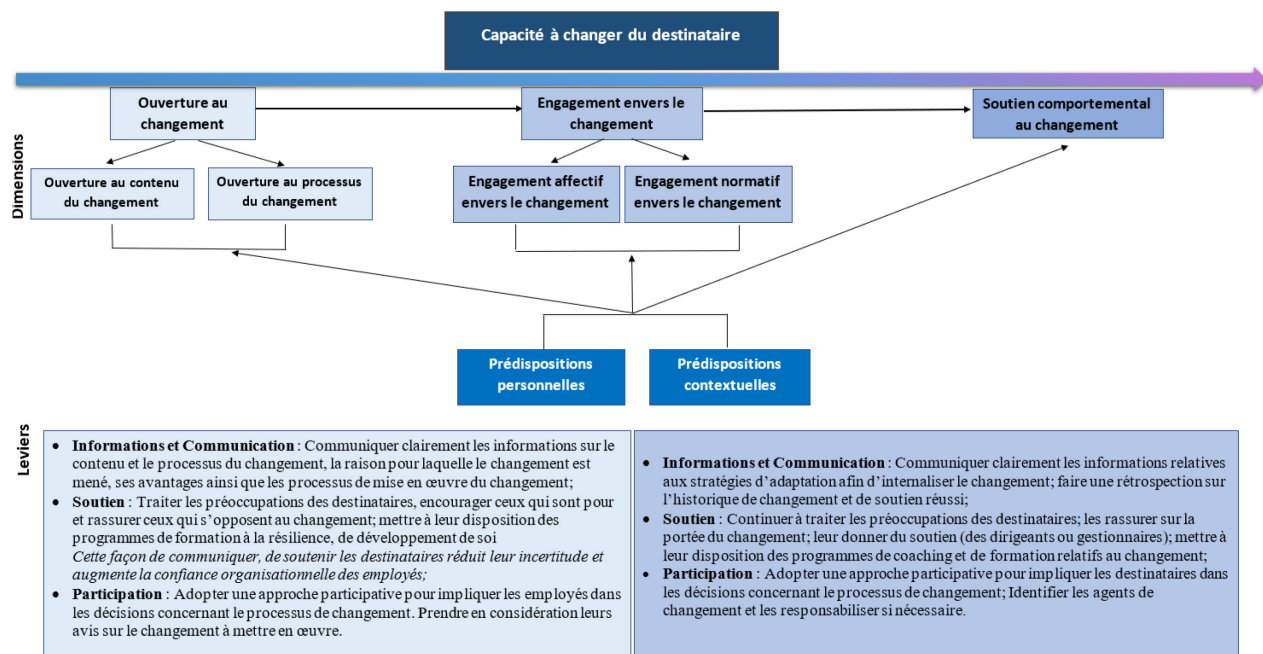 Capacité à changer du destinataire
Ouverture au
changement
Engagement envers le
changement
Soutien comportemental
au changement
Dimensions
Ouverture au contenu
du changement
Ouverture au processus
du changement
Engagement affectif
envers le changement
Engagement normatif
envers le changement
Prédispositions
personnelles
Prédispositions
contextuelles
Leviers
• Informations et Communication : Communiquer clairement les informations sur le
contenu et le processus du changement, la raison pour laquelle le changement est
mené, ses avantages ainsi que les processus de mise en œuvre du changement;
• Soutien : Traiter les préoccupations des destinataires, encourager ceux qui sont pour
et rassurer ceux qui s'opposent au changement; mettre à leur disposition des
programmes de formation à la résilience, de développement de soi
Cette façon de communiquer, de soutenir les destinataires réduit leur incertitude et
augmente la confiance organisationnelle des employés;
• Participation : Adopter une approche participative pour impliquer les employés dans
les décisions concernant le processus de changement. Prendre en considération leurs
avis sur le changement à mettre en œuvre.
• Informations et Communication : Communiquer clairement les informations relatives
aux stratégies d'adaptation afin d'internaliser le changement; faire une rétrospection sur
l'historique de changement et de soutien réussi;
• Soutien : Continuer à traiter les préoccupations des destinataires; les rassurer sur la
portée du changement; leur donner du soutien (des dirigeants ou gestionnaires); mettre à
leur disposition des programmes de coaching et de formation relatifs au changement;
• Participation : Adopter une approche participative pour impliquer les destinataires dans
les décisions concernant le processus de changement; Identifier les agents de
changement et les responsabiliser si nécessaire.